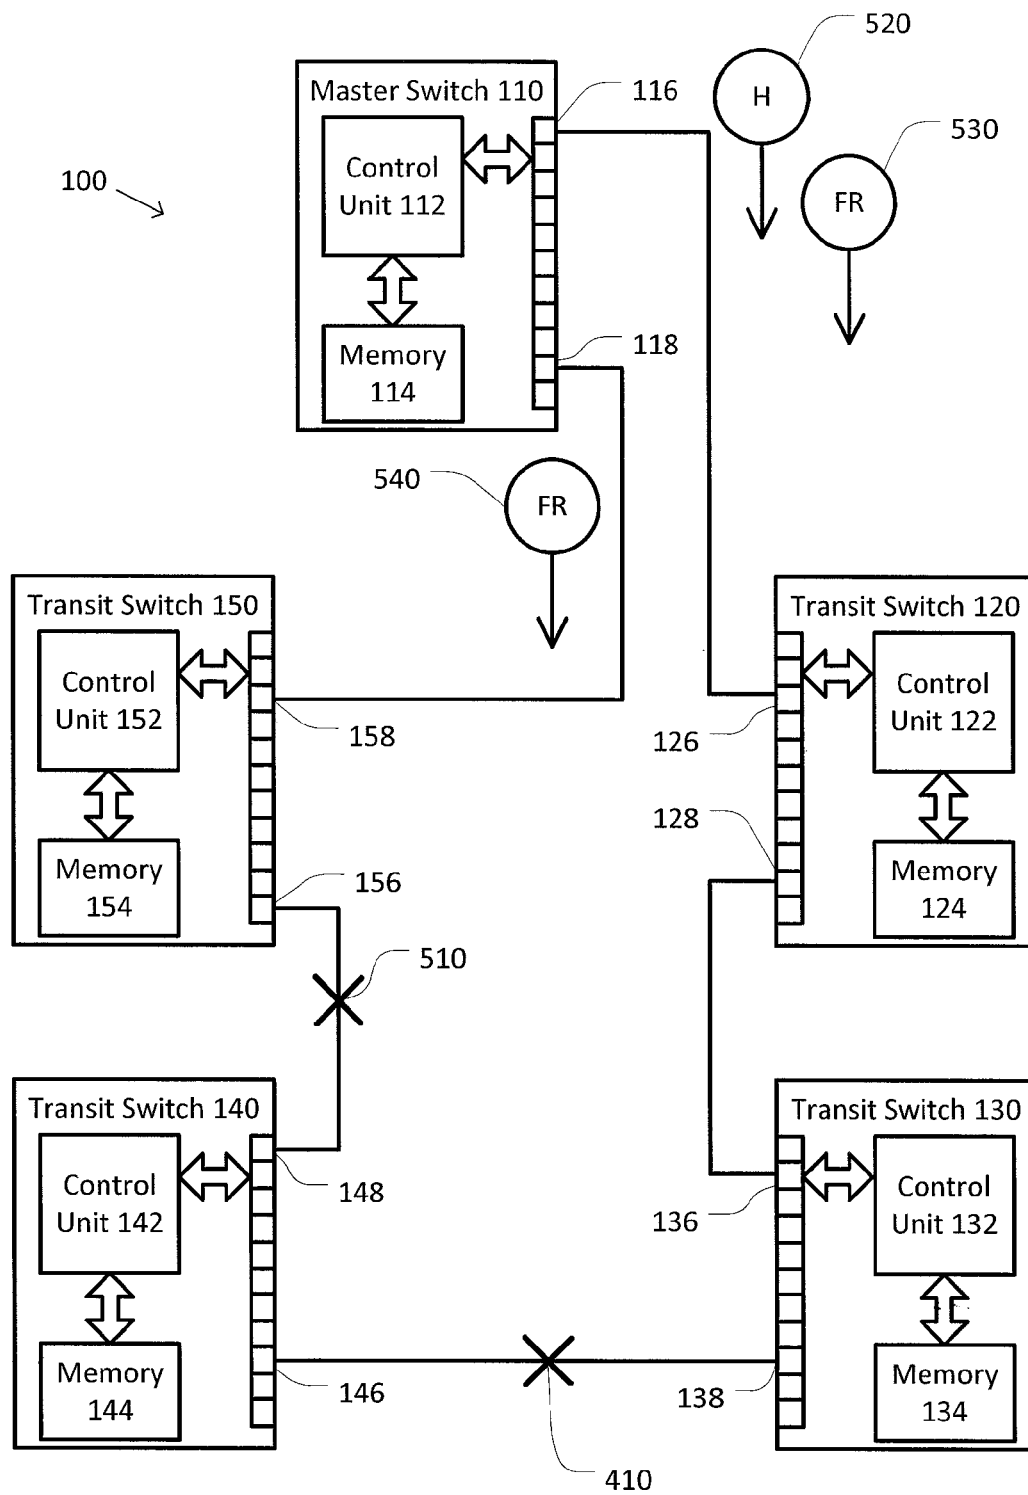 520
Master Switch 110
116
H
530
Control
Unit 112
100
FR
118
Memory
114
540
FR
Transit Switch 150
Transit Switch 120
Control
Unit 152
Control
Unit 122
158
126
128
Memory
154
156
Memory
124
510
Transit Switch 140
Transit Switch 130
Control
Unit 142
148
136
Control
Unit 132
Memory
144
146
138
Memory
134
410